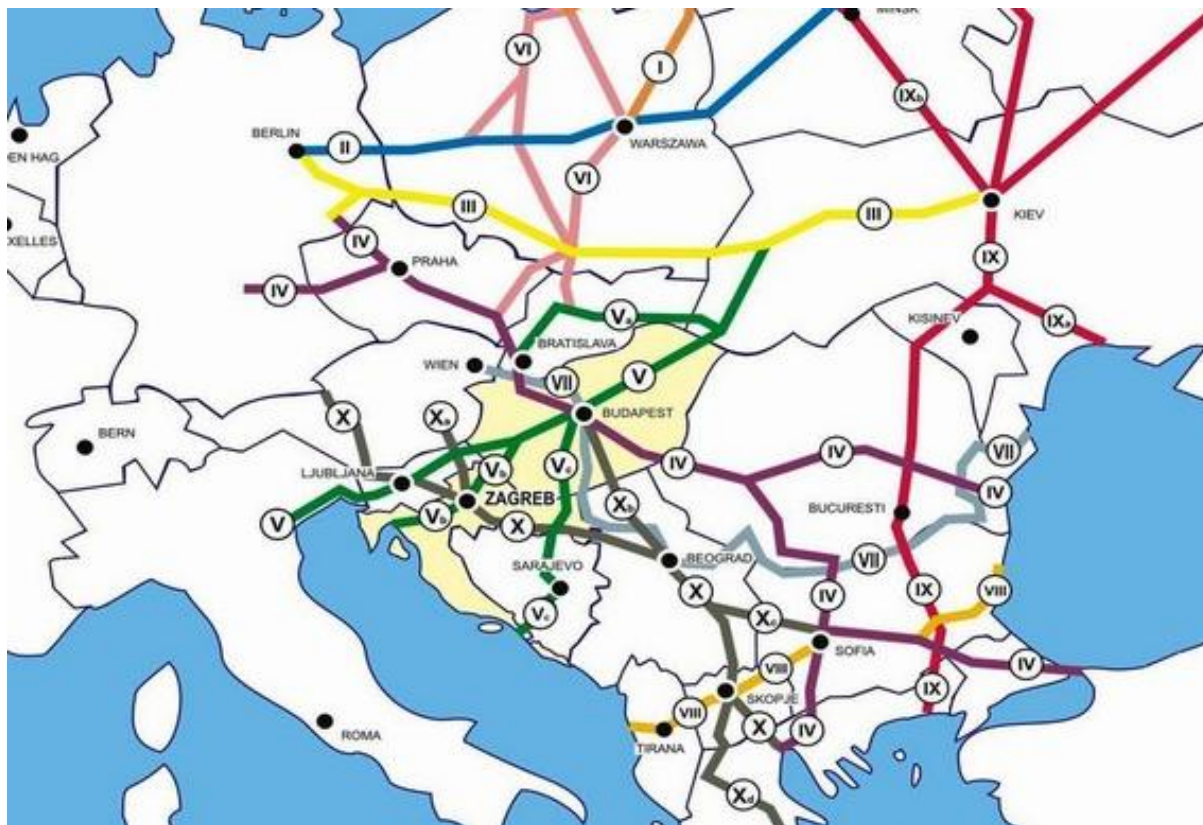 MINSK
VI
I
IXb
BERLIN
II
DEN HAG
WARSZAWA
VI
III
III
KIEV
XELLES
IV
PRAHA
IX
IV
Va
KISINEV
IXa
BRATISLAVA
WIEN
VII
V
X
Xa
BUDAPEST
BERN
VII
IV
IV
LJUBLJANA
Vb
Vc
ZAGREB
Xb
IV
V
Vb
X
BUCURESTI
SARAJEVO
BEOGRAD
VII
X
IV
IX
VIII
Vc
Xc
SOFIA
IV
VIII
SKOPJE
IX
VIII
X
IV
ROMA
TIRANA
Xd